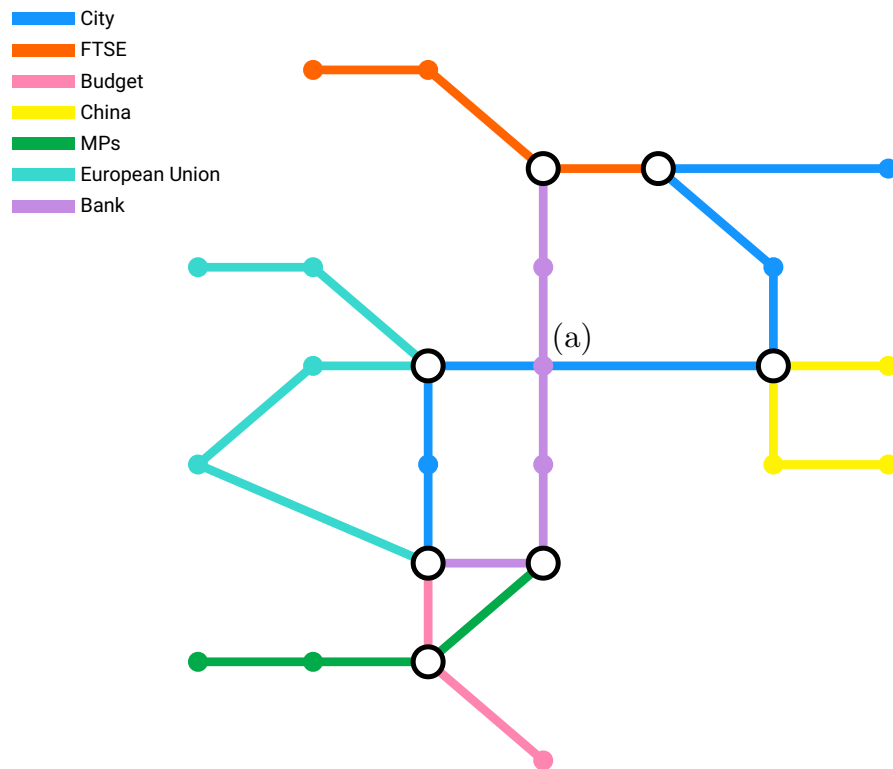 City
FTSE
Budget
China
MPs
European Union
Bank
(a)